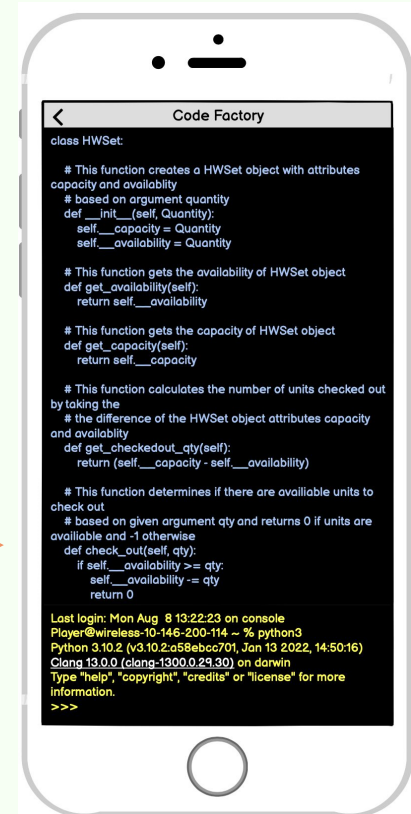 Code Factory
class HWSet:
# This function creates a HWSet object with attributes
capacity and availablity
# based on argument quantity
def __init__(self, Quantity):
self.__capacity = Quantity
self.__availability = Quantity
# This function gets the availability of HWSet object
def get_availability(self):
return self.__availability
# This function gets the capacity of HWSet object
def get_capacity(self):
return self.__capacity
# This function calculates the number of units checked out
by taking the
# the difference of the HWSet object attributes capacity
and availablity
def get_checkedout_qty(self):
return (self.__capacity - self.__availability)
# This function determines if there are availiable units to
check out
# based on given argument qty and returns 0 if units are
availiable and -1 otherwise
def check_out(self, qty):
if self.__availability >= qty:
self.__availability -= qty
return 0
Last login: Mon Aug 8 13:22:23 on console
Player@wireless-10-146-200-114 ~ % python3
Python 3.10.2 (v3.10.2:a58ebcc701, Jan 13 2022, 14:50:16)
Clang 13.0.0 (clang-1300.0.29.30) on darwin
Type "help", "copyright", "credits" or "license" for more
information.
>>>